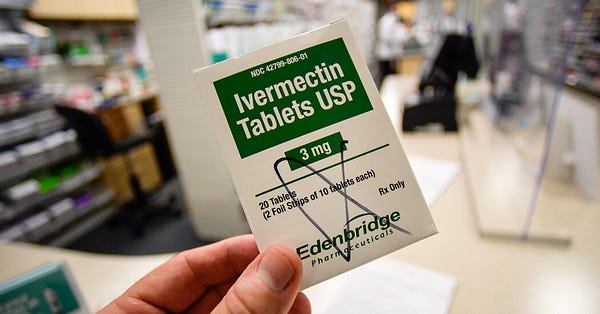 NDC 42799-806-01
Ivermectin
Tablets USP
3 mg
20 Tablets
(2 Foil Strips of 10 tablets each)
Rx Only
Edenbridge
Pharmaceuticals